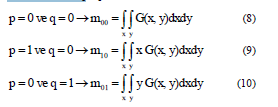 p=0 ve q=0→m₀₀ = ∫∫ G(x, y)dxdy (8)
x y
p=1 ve q=0→m₁₀ = ∫∫ x G(x, y)dxdy (9)
x y
p=0 ve q=1→m₀₁ = ∫∫ y G(x, y)dxdy (10)
x y